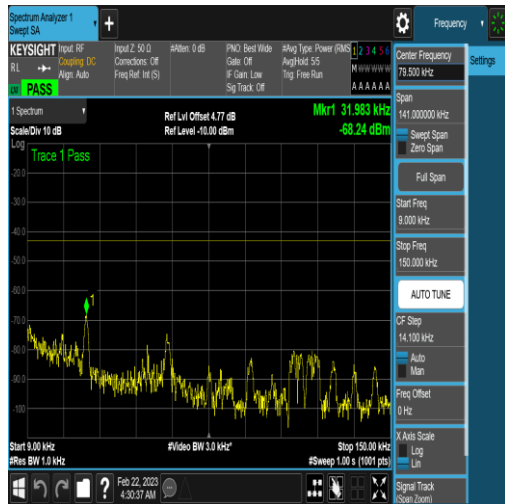 Spectrum Analyzer 1
Swept SA
+
Frequency
KEYSIGHT
Input: RF
Coupling: DC
Align: Auto
Input Z: 50 Ω
Corrections: Off
Freq Ref: Int (S)
#Atten: 0 dB
PNO: Best Wide
Gate: Off
IF Gain: Low
Sig Track: Off
#Avg Type: Power (RMS)
Avg|Hold: 5/5
Trig: Free Run
1 2 3 4 5 6
M W W W W W
A A A A A A
R L
PASS
1 Spectrum
Scale/Div 10 dB
Ref Lvl Offset 4.77 dB
Ref Level -10.00 dBm
Mkr1 31.983 kHz
-68.24 dBm
Log
Trace 1 Pass
-20.0
-30.0
-40.0
-50.0
-60.0
-70.0
-80.0
-90.0
-100
1
Start 9.00 kHz
#Res BW 1.0 kHz
#Video BW 3.0 kHz*
Stop 150.00 kHz
#Sweep 1.00 s (1001 pts)
Feb 22, 2023
4:30:37 AM
?
Settings
Center Frequency
79.500 kHz
Span
141.000000 kHz
Swept Span
Zero Span
Full Span
Start Freq
9.000 kHz
Stop Freq
150.000 kHz
AUTO TUNE
CF Step
14.100 kHz
Auto
Man
Freq Offset
0 Hz
X Axis Scale
Log
Lin
Signal Track
(Span Zoom)